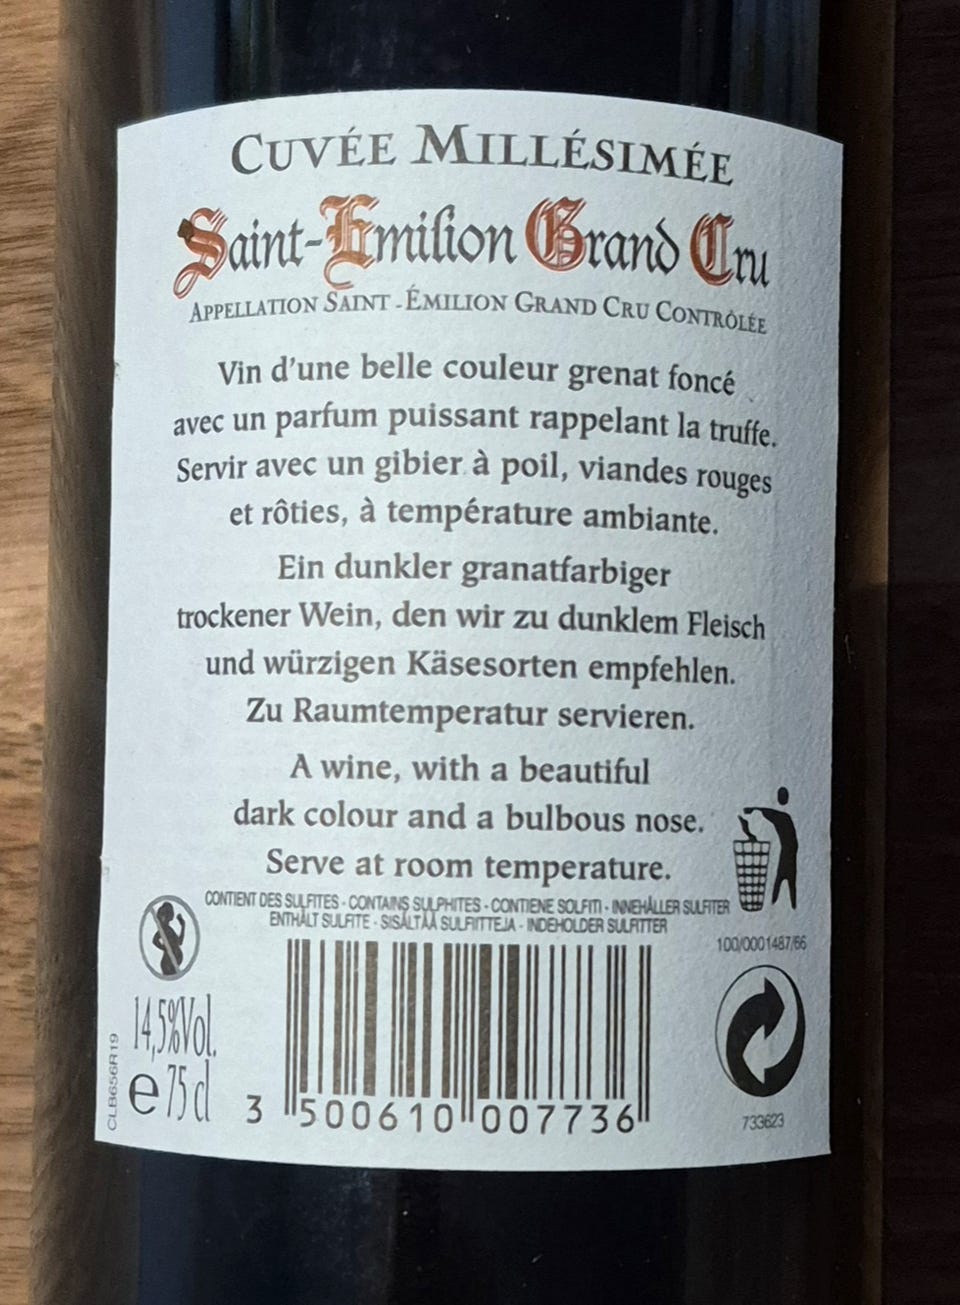 CUVÉE MILLÉSIMÉE
Saint-Emilion Grand Cru
APPELLATION SAINT-ÉMILION GRAND CRU CONTRÔLÉE
Vin d'une belle couleur grenat foncé
avec un parfum puissant rappelant la truffe.
Servir avec un gibier à poil, viandes rouges
et rôties, à température ambiante.
Ein dunkler granatfarbiger
trockener Wein, den wir zu dunklem Fleisch
und würzigen Käsesorten empfehlen.
Zu Raumtemperatur servieren.
A wine, with a beautiful
dark colour and a bulbous nose.
Serve at room temperature.
CONTIENT DES SULFITES - CONTAINS SULPHITES - CONTIENE SOLFITI - INNEHÅLLER SULFITER
ENTHÄLT SULFITE - SISÄLTÄÄ SULFIITTEJA - INDEHOLDER SULFITTER
100/0001487/66
14,5%Vol.
e 75 cl
CLB656R19
3 500610 007736
733623